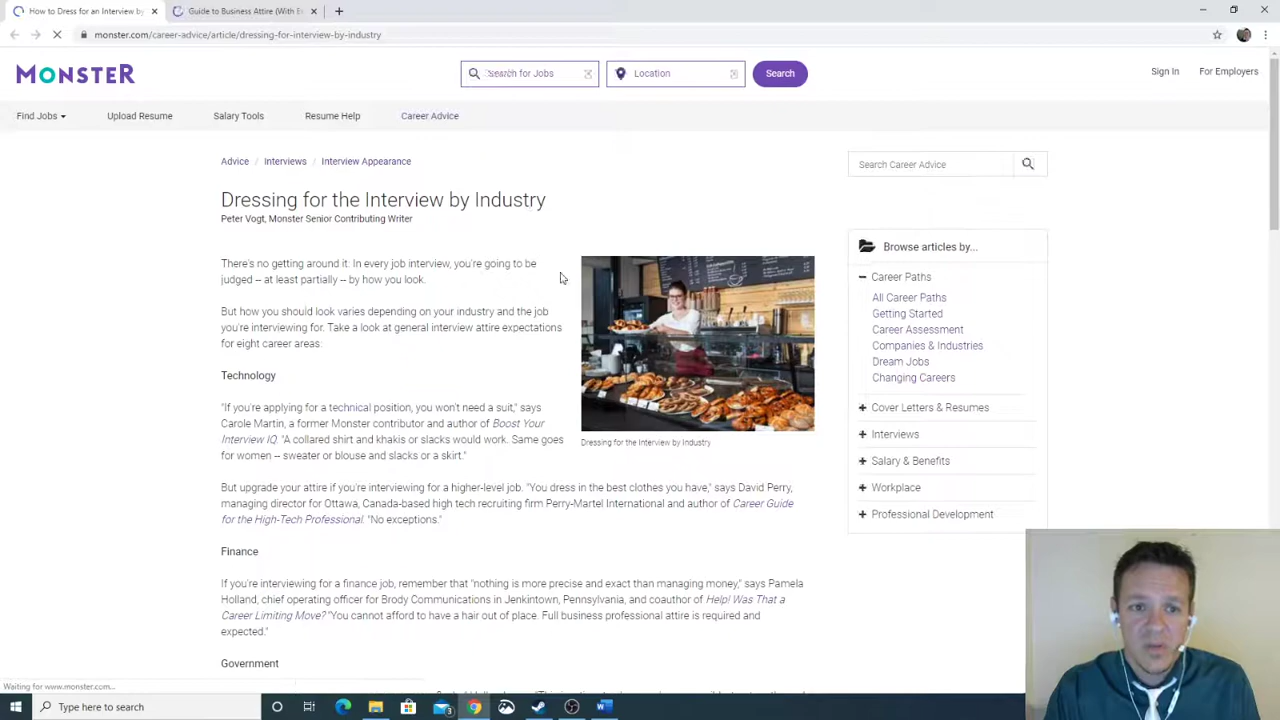 How to Dress for an Interview by
Guide to Business Attire (With E
monster.com/career-advice/article/dressing-for-interview-by-industry
MONSTER
Search for Jobs
Location
Search
Sign In
For Employers
Find Jobs
Upload Resume
Salary Tools
Resume Help
Career Advice
Advice / Interviews / Interview Appearance
Search Career Advice
Dressing for the Interview by Industry
Peter Vogt, Monster Senior Contributing Writer
There's no getting around it: In every job interview, you're going to be
judged -- at least partially -- by how you look.
But how you should look varies depending on your industry and the job
you're interviewing for. Take a look at general interview attire expectations
for eight career areas:
Technology
"If you're applying for a technical position, you won't need a suit," says
Carole Martin, a former Monster contributor and author of Boost Your
Interview IQ. "A collared shirt and khakis or slacks would work. Same goes
for women -- sweater or blouse and slacks or a skirt."
Dressing for the Interview by Industry
But upgrade your attire if you're interviewing for a higher-level job. "You dress in the best clothes you have," says David Perry,
managing director for Ottawa, Canada-based high tech recruiting firm Perry-Martel International and author of Career Guide
for the High-Tech Professional. "No exceptions."
Finance
If you're interviewing for a finance job, remember that "nothing is more precise and exact than managing money," says Pamela
Holland, chief operating officer for Brody Communications in Jenkintown, Pennsylvania, and coauthor of Help! Was That a
Career Limiting Move? "You cannot afford to have a hair out of place. Full business professional attire is required and
expected."
Government
Browse articles by...
Career Paths
All Career Paths
Getting Started
Career Assessment
Companies & Industries
Dream Jobs
Changing Careers
Cover Letters & Resumes
Interviews
Salary & Benefits
Workplace
Professional Development
Waiting for www.monster.com...
Type here to search
3